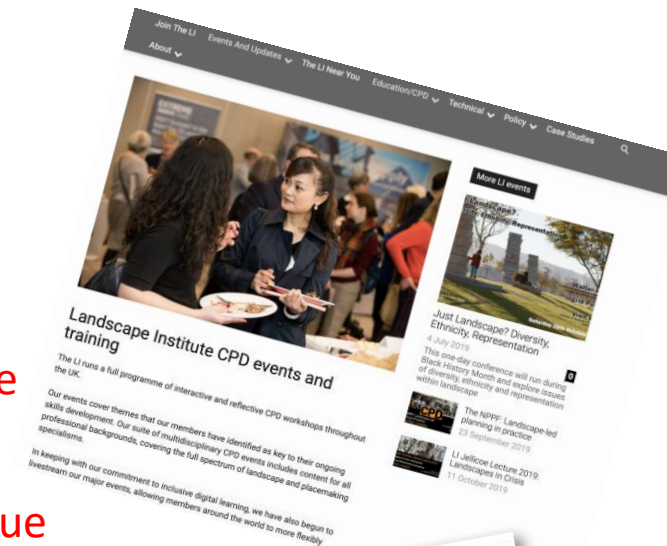 Join The LI Events And Updates The LI Near You Education/CPD Technical Policy Case Studies
About
EXTREME
More LI events
Landscape?
Representation
Landscape Institute CPD events and
training
The LI runs a full programme of interactive and reflective CPD workshops throughout
the UK.
Our events cover themes that our members have identified as key to their ongoing
skills development. Our suite of multidisciplinary CPD events includes content for all
professional backgrounds, covering the full spectrum of landscape and placemaking
specialisms.
In keeping with our commitment to inclusive digital learning, we have also begun to
livestream our major events, allowing members around the world to more flexibly
Just Landscape? Diversity,
Ethnicity, Representation
4 July 2019
0
This one-day conference will run during
Black History Month and explore issues
of diversity, ethnicity and representation
within landscape
CPD
The NPPF: Landscape-led
planning in practice
23 September 2019
LI Jellicoe Lecture 2019:
Landscapes In Crisis
11 October 2019
e
ue